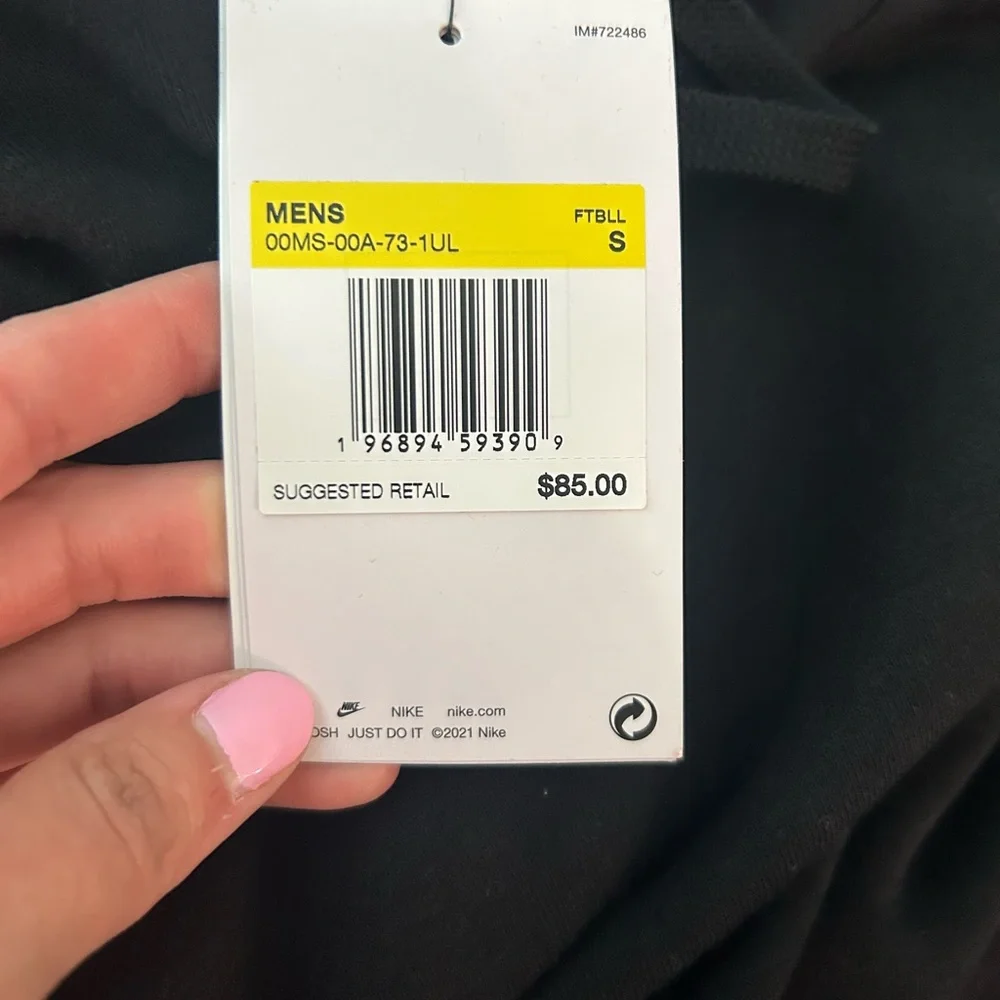 IM#722486
MENS FTBLL
00MS-00A-73-1UL S
1 96894 59390 9
SUGGESTED RETAIL $85.00
NIKE NIKE nike.com
JUST DO IT ©2021 Nike